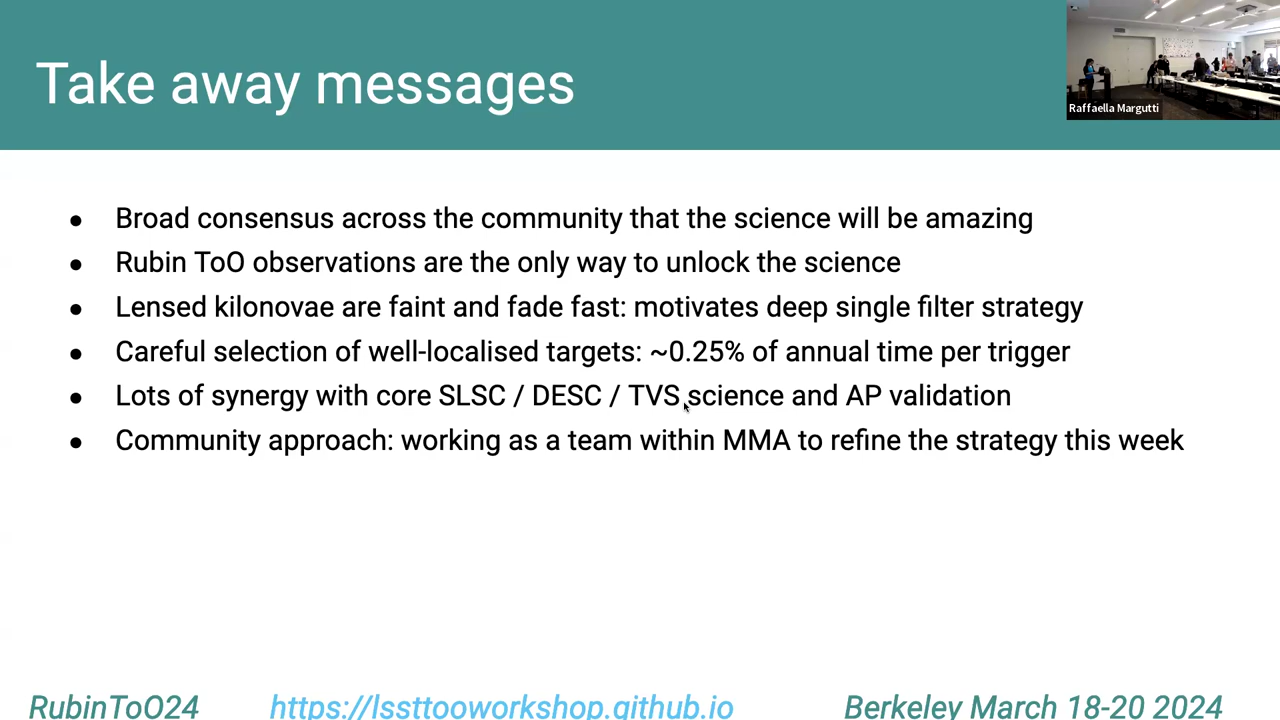 Take away messages
Raffaella Margutti
● Broad consensus across the community that the science will be amazing
● Rubin ToO observations are the only way to unlock the science
● Lensed kilonovae are faint and fade fast: motivates deep single filter strategy
● Careful selection of well-localised targets: ~0.25% of annual time per trigger
● Lots of synergy with core SLSC / DESC / TVS science and AP validation
● Community approach: working as a team within MMA to refine the strategy this week
RubinToO24 https://lssttooworkshop.github.io Berkeley March 18-20 2024